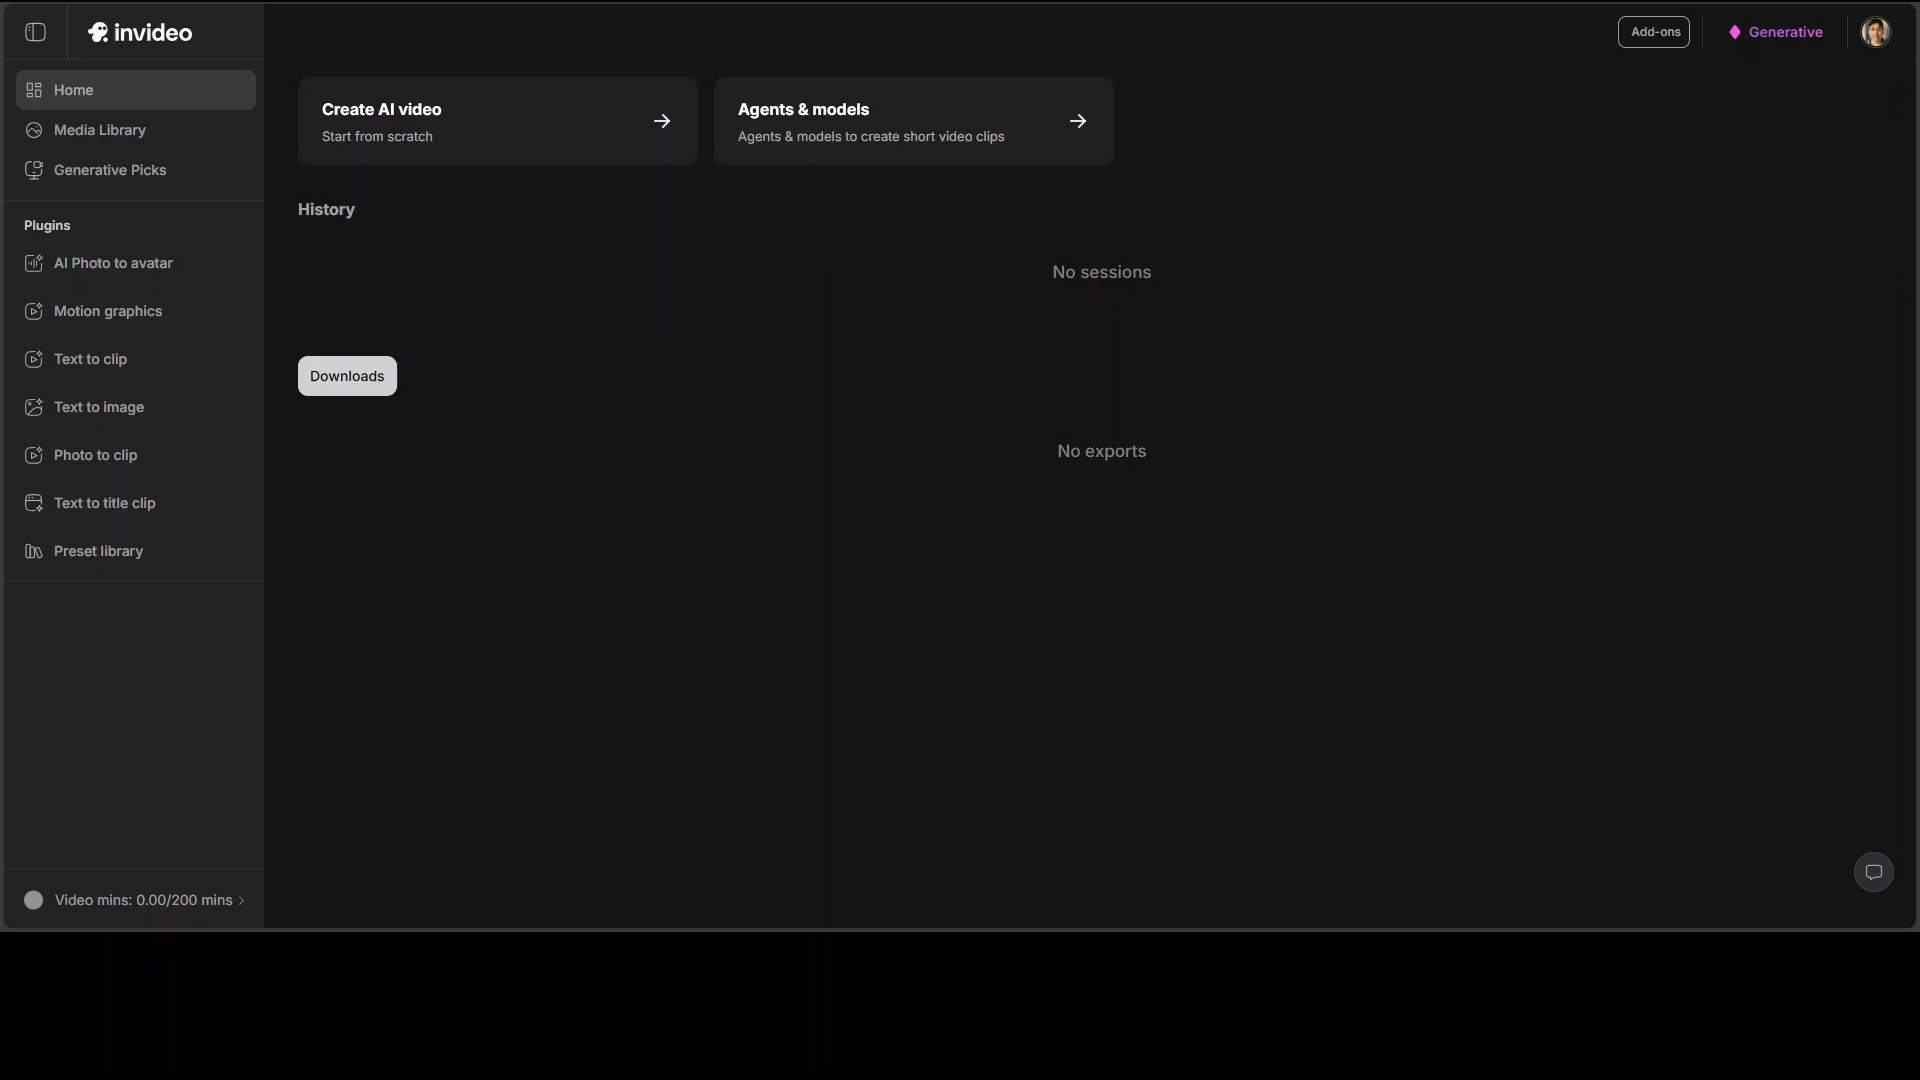 invideo
Add-ons
Generative
Home
Media Library
Generative Picks
Plugins
AI Photo to avatar
Motion graphics
Text to clip
Text to image
Photo to clip
Text to title clip
Preset library
Video mins: 0.00/200 mins
Create AI video
Start from scratch
Agents & models
Agents & models to create short video clips
History
No sessions
Downloads
No exports